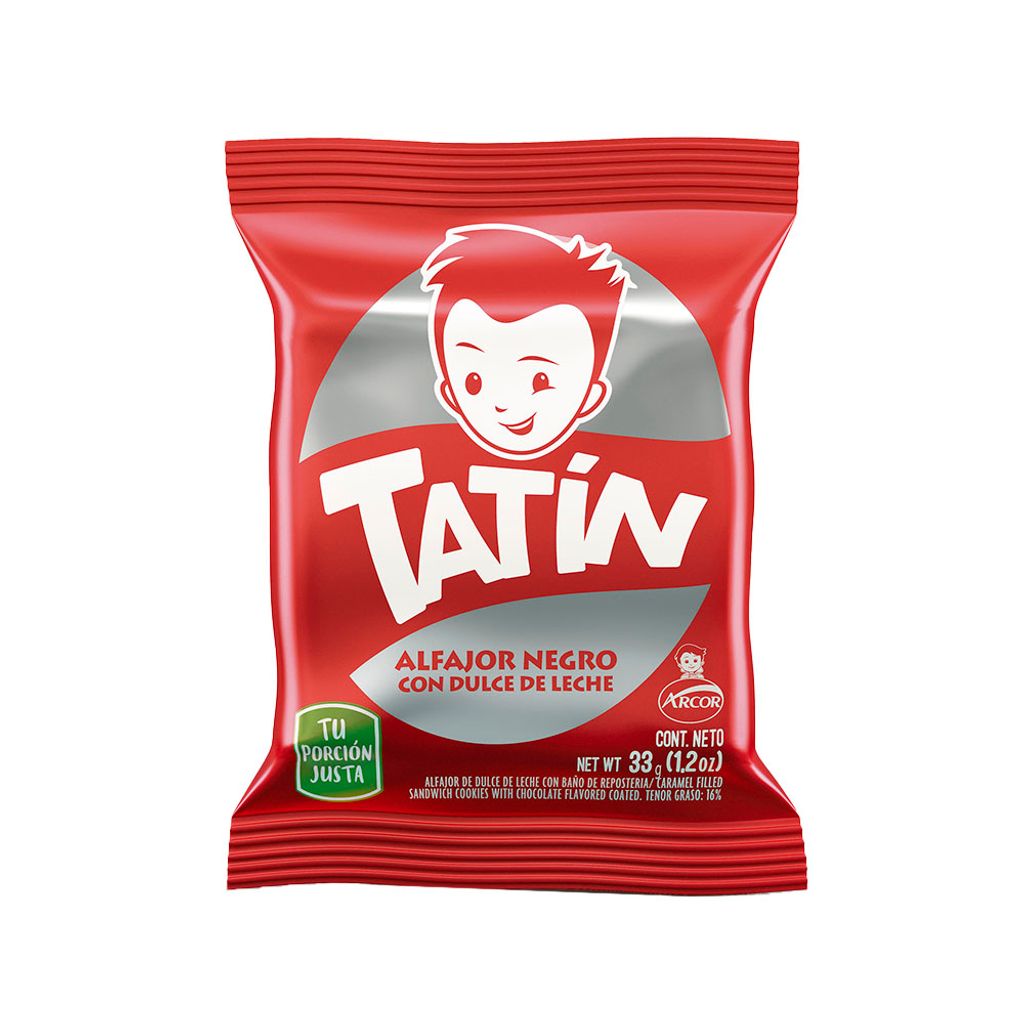 TATÍN
ALFAJOR NEGRO
CON DULCE DE LECHE
ARCOR
TU
PORCIÓN
JUSTA
CONT. NETO
NET WT 33 g (1,2 oz)
ALFAJOR DE DULCE DE LECHE CON BAÑO DE REPOSTERIA/ CARAMEL FILLED
SANDWICH COOKIES WITH CHOCOLATE FLAVORED COATED. TENOR GRASO: 16%